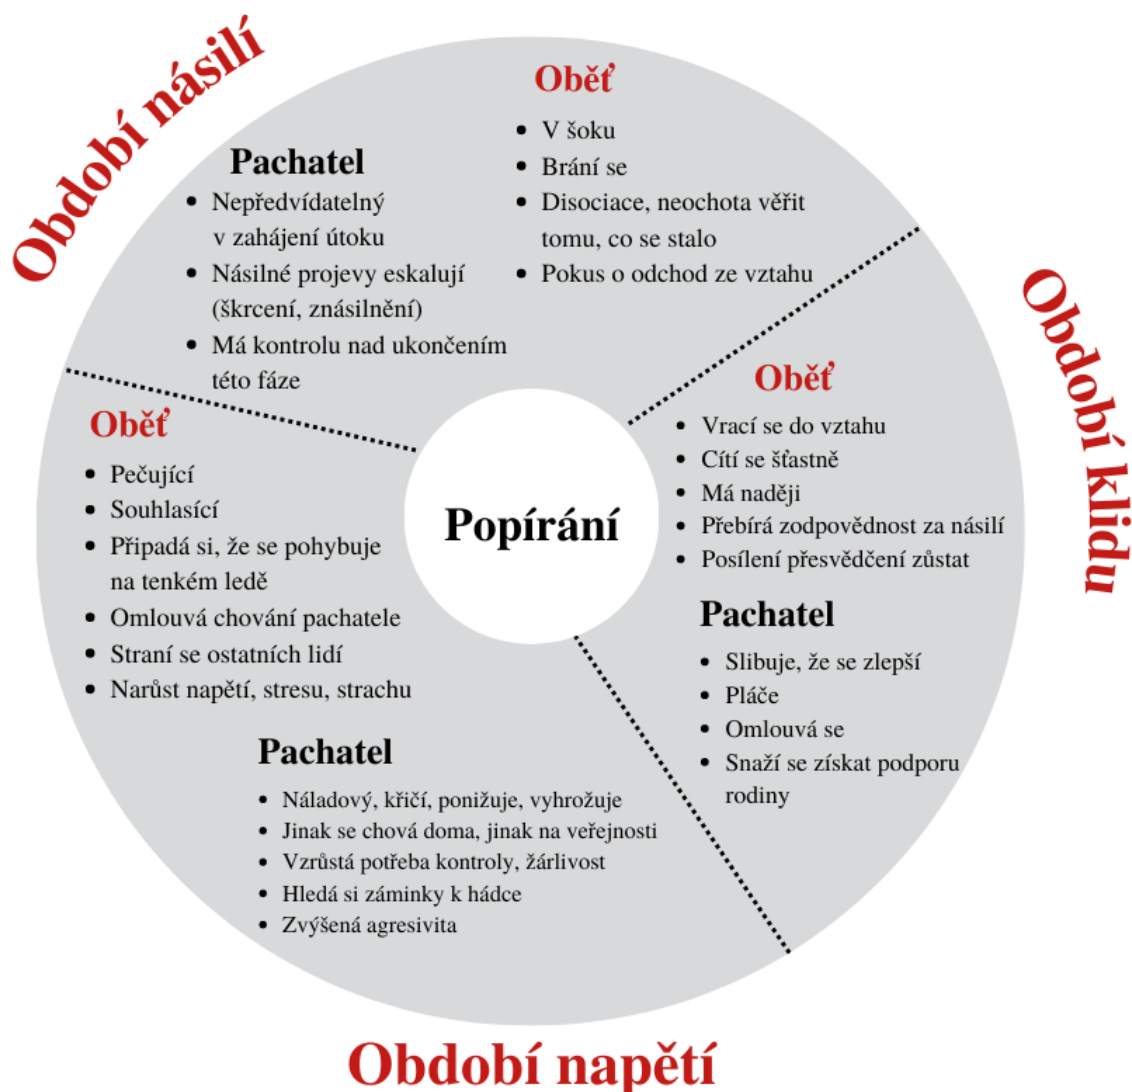 Období násilí
Pachatel
• Nepředvídatelný
v zahájení útoku
• Násilné projevy eskalují
(škrcení, znásilnění)
• Má kontrolu nad ukončením
této fáze
Oběť
• V šoku
• Brání se
• Disociace, neochota věřit
tomu, co se stalo
• Pokus o odchod ze vztahu
Období klidu
Oběť
• Vrací se do vztahu
• Cítí se šťastně
• Má naději
• Přebírá zodpovědnost za násilí
• Posílení přesvědčení zůstat
Pachatel
• Slibuje, že se zlepší
• Pláče
• Omlouvá se
• Snaží se získat podporu
rodiny
Popírání
Oběť
• Pečující
• Souhlasící
• Připadá si, že se pohybuje
na tenkém ledě
• Omlouvá chování pachatele
• Straní se ostatních lidí
• Narůst napětí, stresu, strachu
Pachatel
• Náladový, křičí, ponižuje, vyhrožuje
• Jinak se chová doma, jinak na veřejnosti
• Vzrůstá potřeba kontroly, žárlivost
• Hledá si záminky k hádce
• Zvýšená agresivita
Období napětí